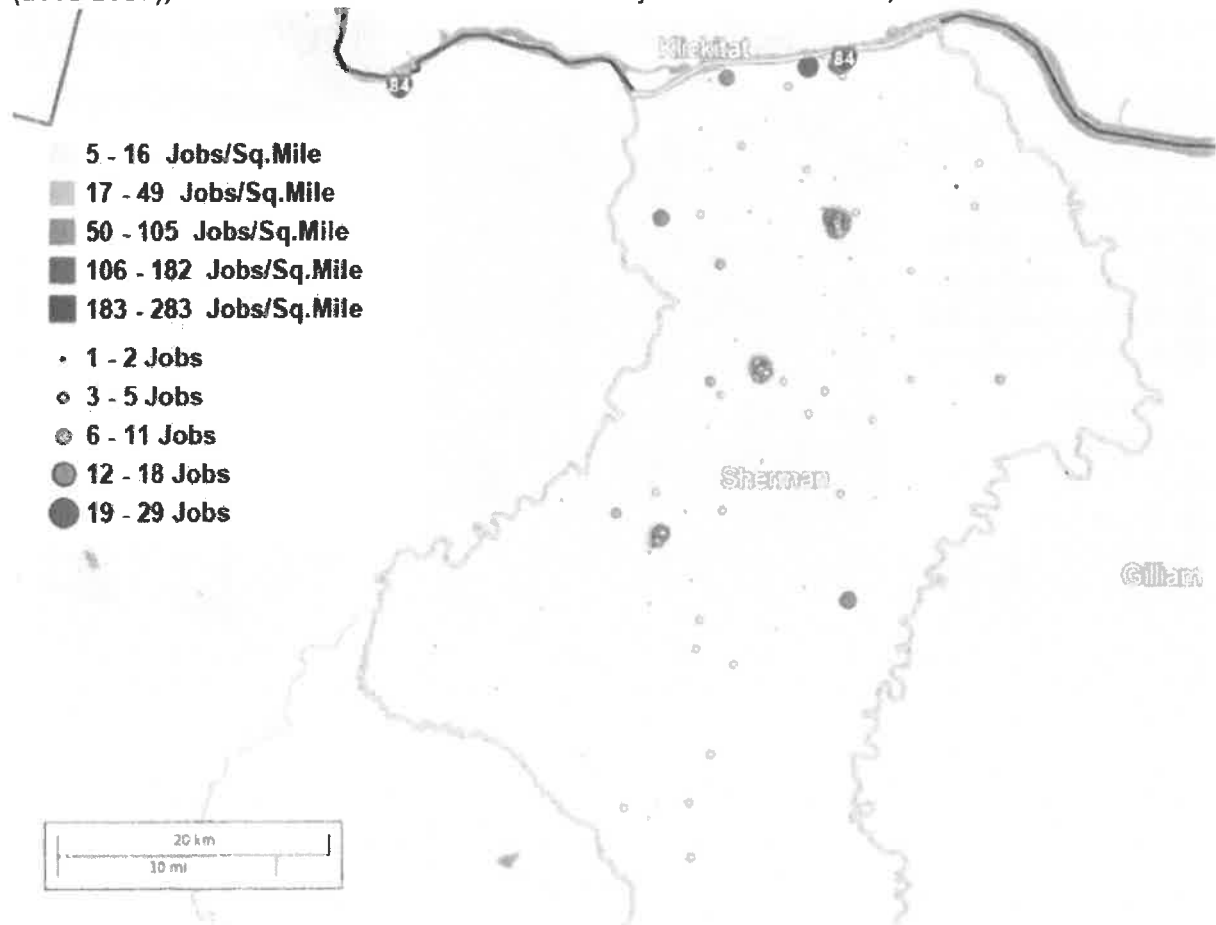 Klickitat
84
84
5 - 16 Jobs/Sq.Mile
17 - 49 Jobs/Sq.Mile
50 - 105 Jobs/Sq.Mile
106 - 182 Jobs/Sq.Mile
183 - 283 Jobs/Sq.Mile
1 - 2 Jobs
3 - 5 Jobs
6 - 11 Jobs
12 - 18 Jobs
19 - 29 Jobs
Sherman
Gilliam
20 km
10 mi